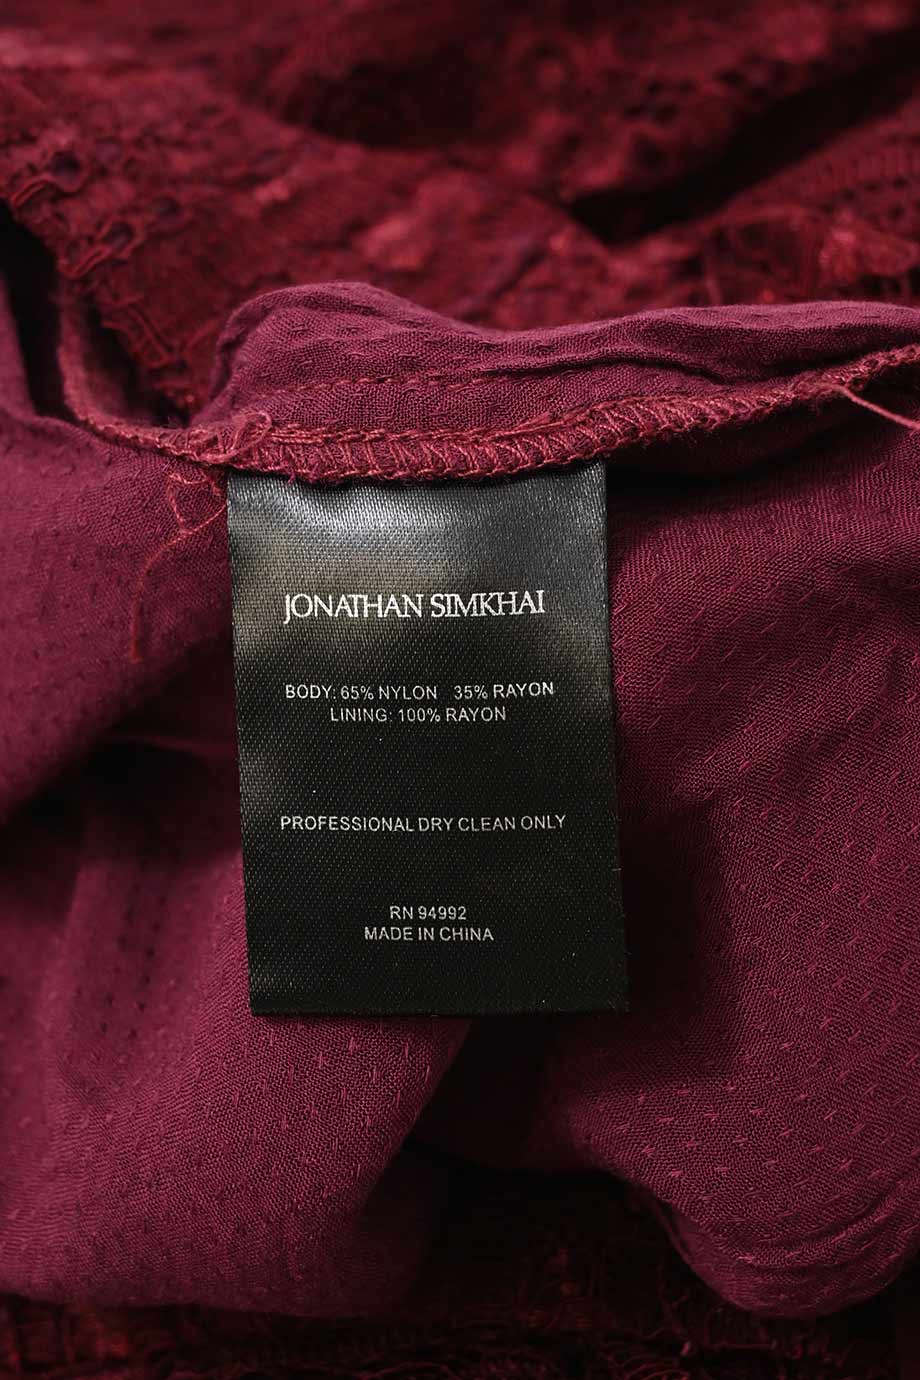 JONATHAN SIMKHAI
BODY: 65% NYLON 35% RAYON
LINING: 100% RAYON
PROFESSIONAL DRY CLEAN ONLY
RN 94992
MADE IN CHINA